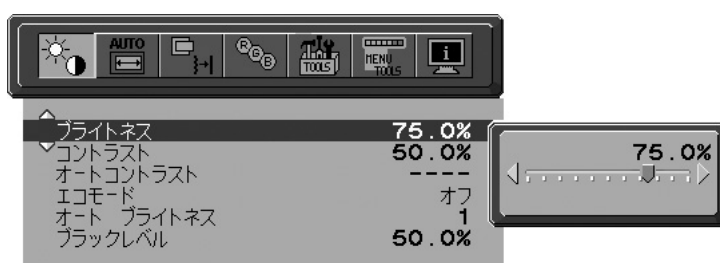 AUTO
RGB
TOOLS
MENU
TOOLS
i
ブライトネス 75.0%
コントラスト 50.0%
オートコントラスト ----
エコモード オフ
オート ブライトネス 1
ブラックレベル 50.0%
75.0%